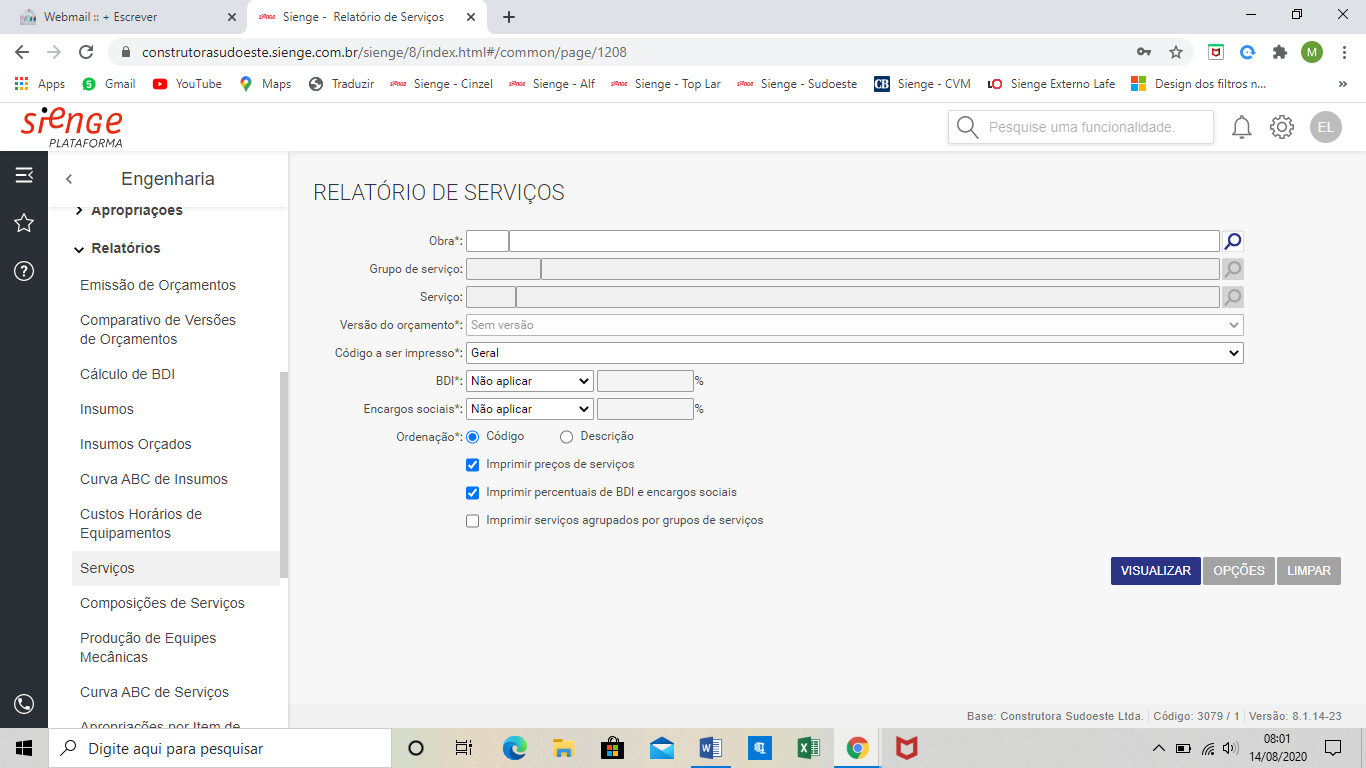 Webmail :: + Escrever
sienge
Sienge - Relatório de Serviços
construtorasudoeste.sienge.com.br/sienge/8/index.html#/common/page/1208
M
Apps
Gmail
YouTube
Maps
Traduzir
Sienge - Cinzel
Sienge - Alf
Sienge - Top Lar
Sienge - Sudoeste
CB
Sienge - CVM
Sienge Externo Lafe
Design dos filtros n...
sienge
PLATAFORMA
Pesquise uma funcionalidade.
EL
Engenharia
Apropriações
Relatórios
Emissão de Orçamentos
Comparativo de Versões
de Orçamentos
Cálculo de BDI
Insumos
Insumos Orçados
Curva ABC de Insumos
Custos Horários de
Equipamentos
Serviços
Composições de Serviços
Produção de Equipes
Mecânicas
Curva ABC de Serviços
Apropriações por Item de
RELATÓRIO DE SERVIÇOS
Obra*:
Grupo de serviço:
Serviço:
Versão do orçamento*: Sem versão
Código a ser impresso*: Geral
BDI*: Não aplicar %
Encargos sociais*: Não aplicar %
Ordenação*: Código Descrição
Imprimir preços de serviços
Imprimir percentuais de BDI e encargos sociais
Imprimir serviços agrupados por grupos de serviços
VISUALIZAR OPÇÕES LIMPAR
Base: Construtora Sudoeste Ltda. | Código: 3079 / 1 | Versão: 8.1.14-23
Digite aqui para pesquisar
08:01
14/08/2020